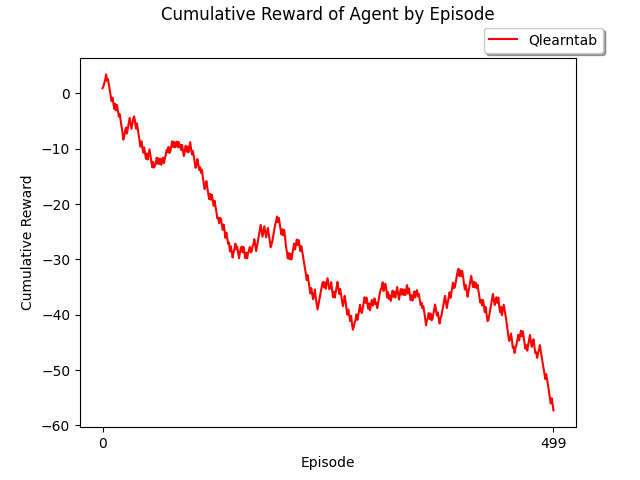 Cumulative Reward of Agent by Episode
Qlearntab
0
−10
−20
−30
−40
−50
−60
Cumulative Reward
0 499
Episode